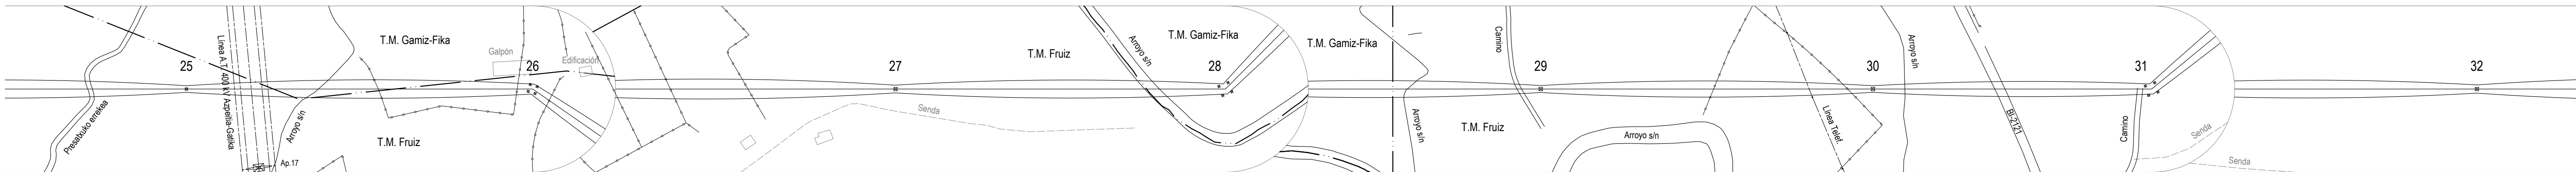 Presatxuko errekea
25
Línea A.T. 400 kV Azpeitia-Gatika
Ap.17
Arroyo s/n
T.M. Gamiz-Fika
T.M. Fruiz
Galpón
26
Edificación
27
Senda
T.M. Fruiz
Arroyo s/n
T.M. Gamiz-Fika
28
T.M. Gamiz-Fika
Arroyo s/n
T.M. Fruiz
Camino
29
Arroyo s/n
Línea Telef.
30
Arroyo s/n
BI-2121
Camino
31
Senda
Senda
32